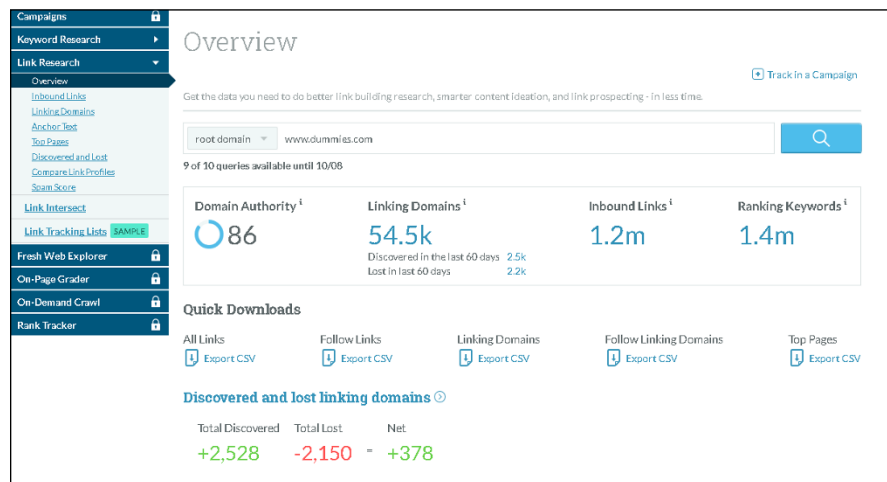 Campaigns
Keyword Research
Link Research
Overview
Inbound Links
Linking Domains
Anchor Text
Top Pages
Discovered and Lost
Compare Link Profiles
Spam Score
Link Intersect
Link Tracking Lists SAMPLE
Fresh Web Explorer
On-Page Grader
On-Demand Crawl
Rank Tracker
Overview
Track in a Campaign
Get the data you need to do better link building research, smarter content ideation, and link prospecting - in less time.
root domain www.dummies.com
9 of 10 queries available until 10/08
Domain Authority i Linking Domains i Inbound Links i Ranking Keywords i
86 54.5k 1.2m 1.4m
Discovered in the last 60 days 2.5k
Lost in last 60 days 2.2k
Quick Downloads
All Links Follow Links Linking Domains Follow Linking Domains Top Pages
Export CSV Export CSV Export CSV Export CSV Export CSV
Discovered and lost linking domains
Total Discovered Total Lost Net
+2,528 -2,150 = +378